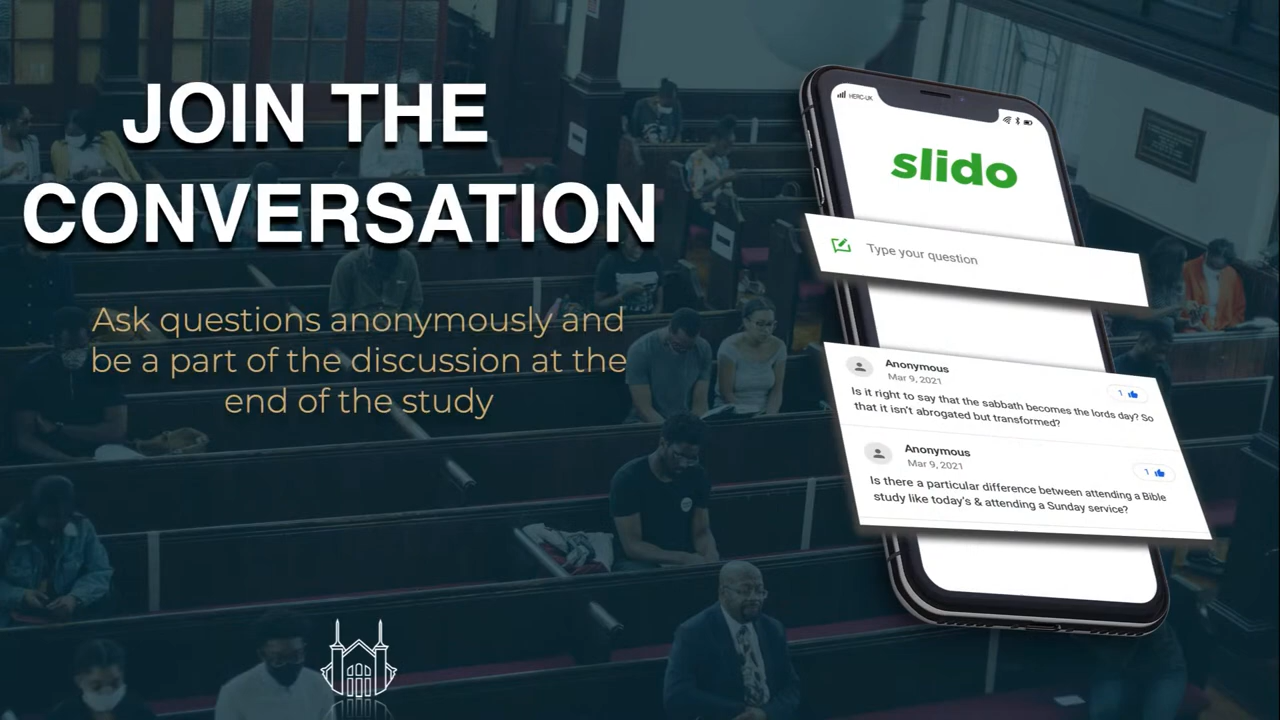 JOIN THE
CONVERSATION
Ask questions anonymously and
be a part of the discussion at the
end of the study
HERC-UK
slido
Type your question
Anonymous
Mar 9, 2021
1
Is it right to say that the sabbath becomes the lords day? So
that it isn't abrogated but transformed?
Anonymous
Mar 9, 2021
1
Is there a particular difference between attending a Bible
study like today's & attending a Sunday service?